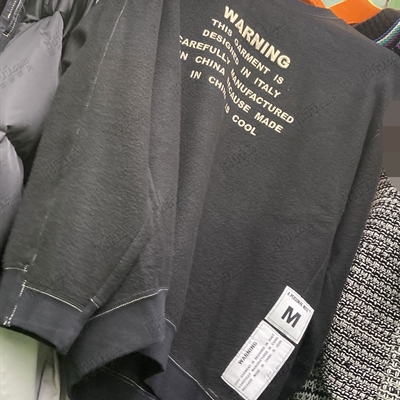 WARNING
THIS GARMENT IS
DESIGNED IN ITALY
CAREFULLY MANUFACTURED
IN CHINA BECAUSE MADE
IN CHINA IS COOL
M
WARNING